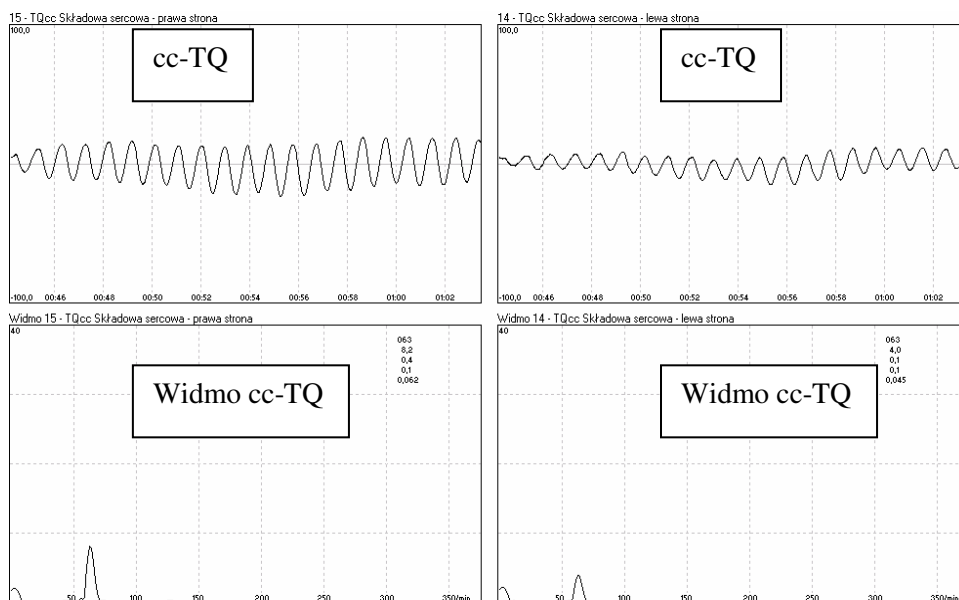 15 - TQcc Składowa sercowa - prawa strona
100,0
cc-TQ
-100,0 00:46 00:48 00:50 00:52 00:54 00:56 00:58 01:00 01:02
14 - TQcc Składowa sercowa - lewa strona
100,0
cc-TQ
-100,0 00:46 00:48 00:50 00:52 00:54 00:56 00:58 01:00 01:02
Widmo 15 - TQcc Składowa sercowa - prawa strona
40
063
8,2
0,4
0,1
0,062
Widmo cc-TQ
50 100 150 200 250 300 350/min
Widmo 14 - TQcc Składowa sercowa - lewa strona
40
063
4,0
0,1
0,1
0,045
Widmo cc-TQ
50 100 150 200 250 300 350/min